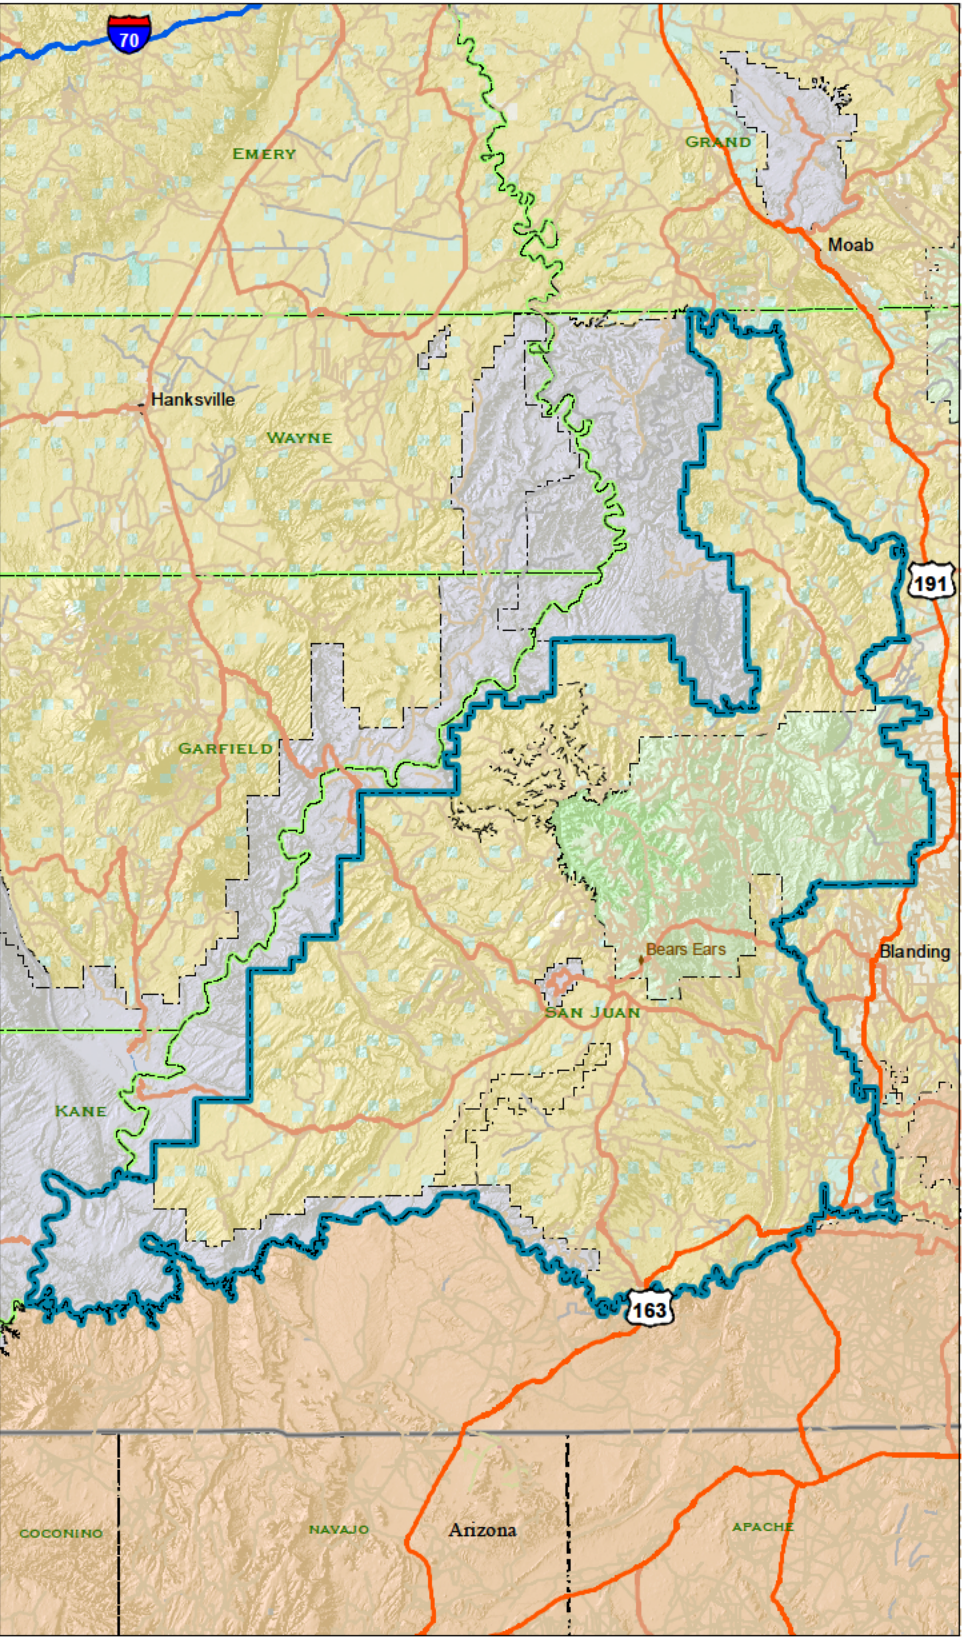 70
EMERY
GRAND
Moab
Hanksville
WAYNE
191
GARFIELD
Bears Ears
Blanding
SAN JUAN
KANE
163
COCONINO
NAVAJO
Arizona
APACHE